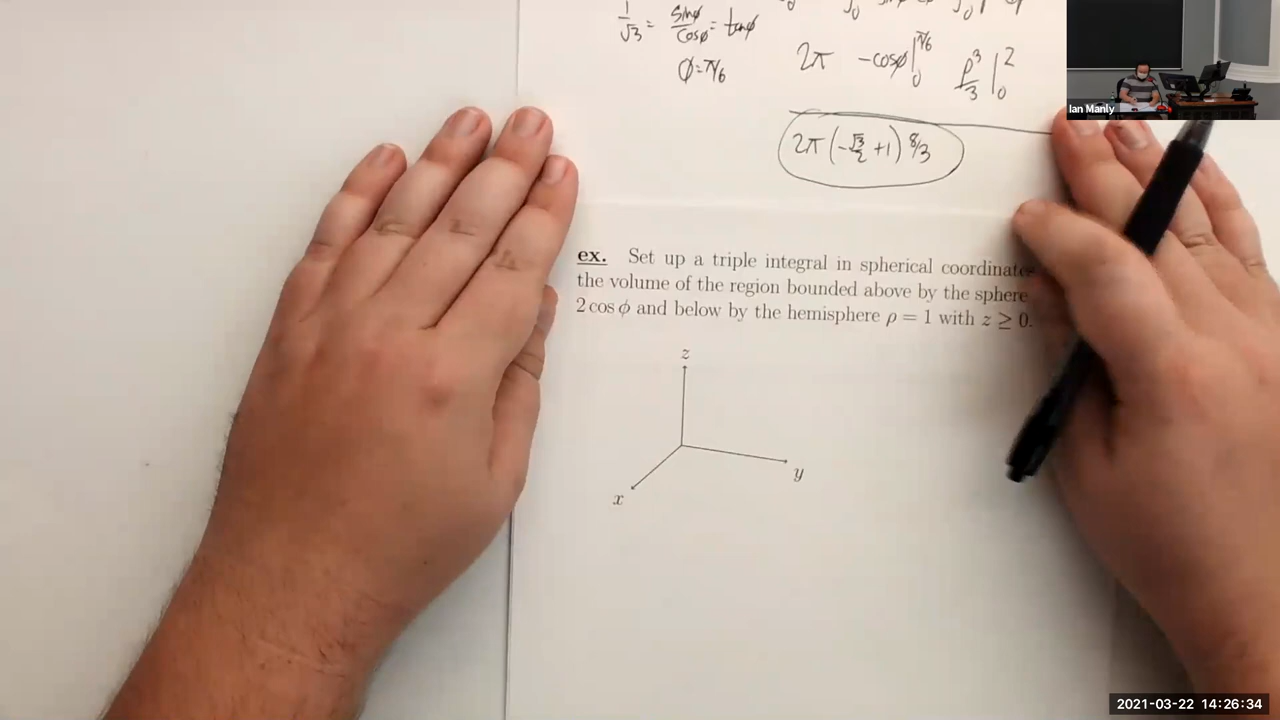 1/√3 = sinφ/cosφ = tanφ
φ=π/6
2π -cosφ|₀^π/6 ρ³/3|₀²
2π(-√3/2 +1) 8/3
Ian Manly
ex. Set up a triple integral in spherical coordinate
the volume of the region bounded above by the sphere
2 cos φ and below by the hemisphere ρ = 1 with z ≥ 0.
z
y
x
2021-03-22 14:26:34